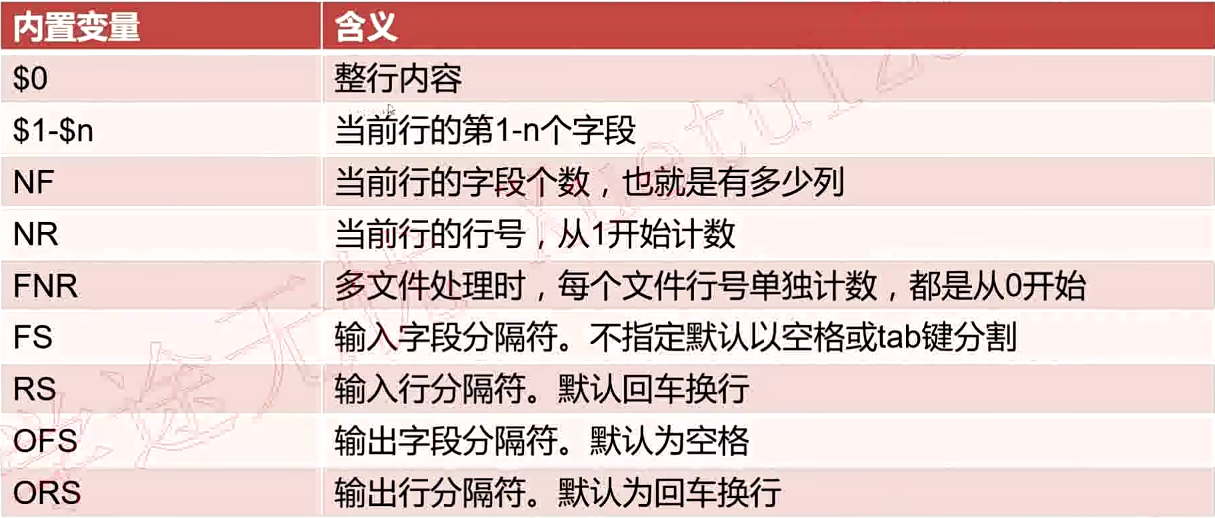 内置变量 含义
$0 整行内容
$1-$n 当前行的第1-n个字段
NF 当前行的字段个数，也就是有多少列
NR 当前行的行号，从1开始计数
FNR 多文件处理时，每个文件行号单独计数，都是从0开始
FS 输入字段分隔符。不指定默认以空格或tab键分割
RS 输入行分隔符。默认回车换行
OFS 输出字段分隔符。默认为空格
ORS 输出行分隔符。默认为回车换行